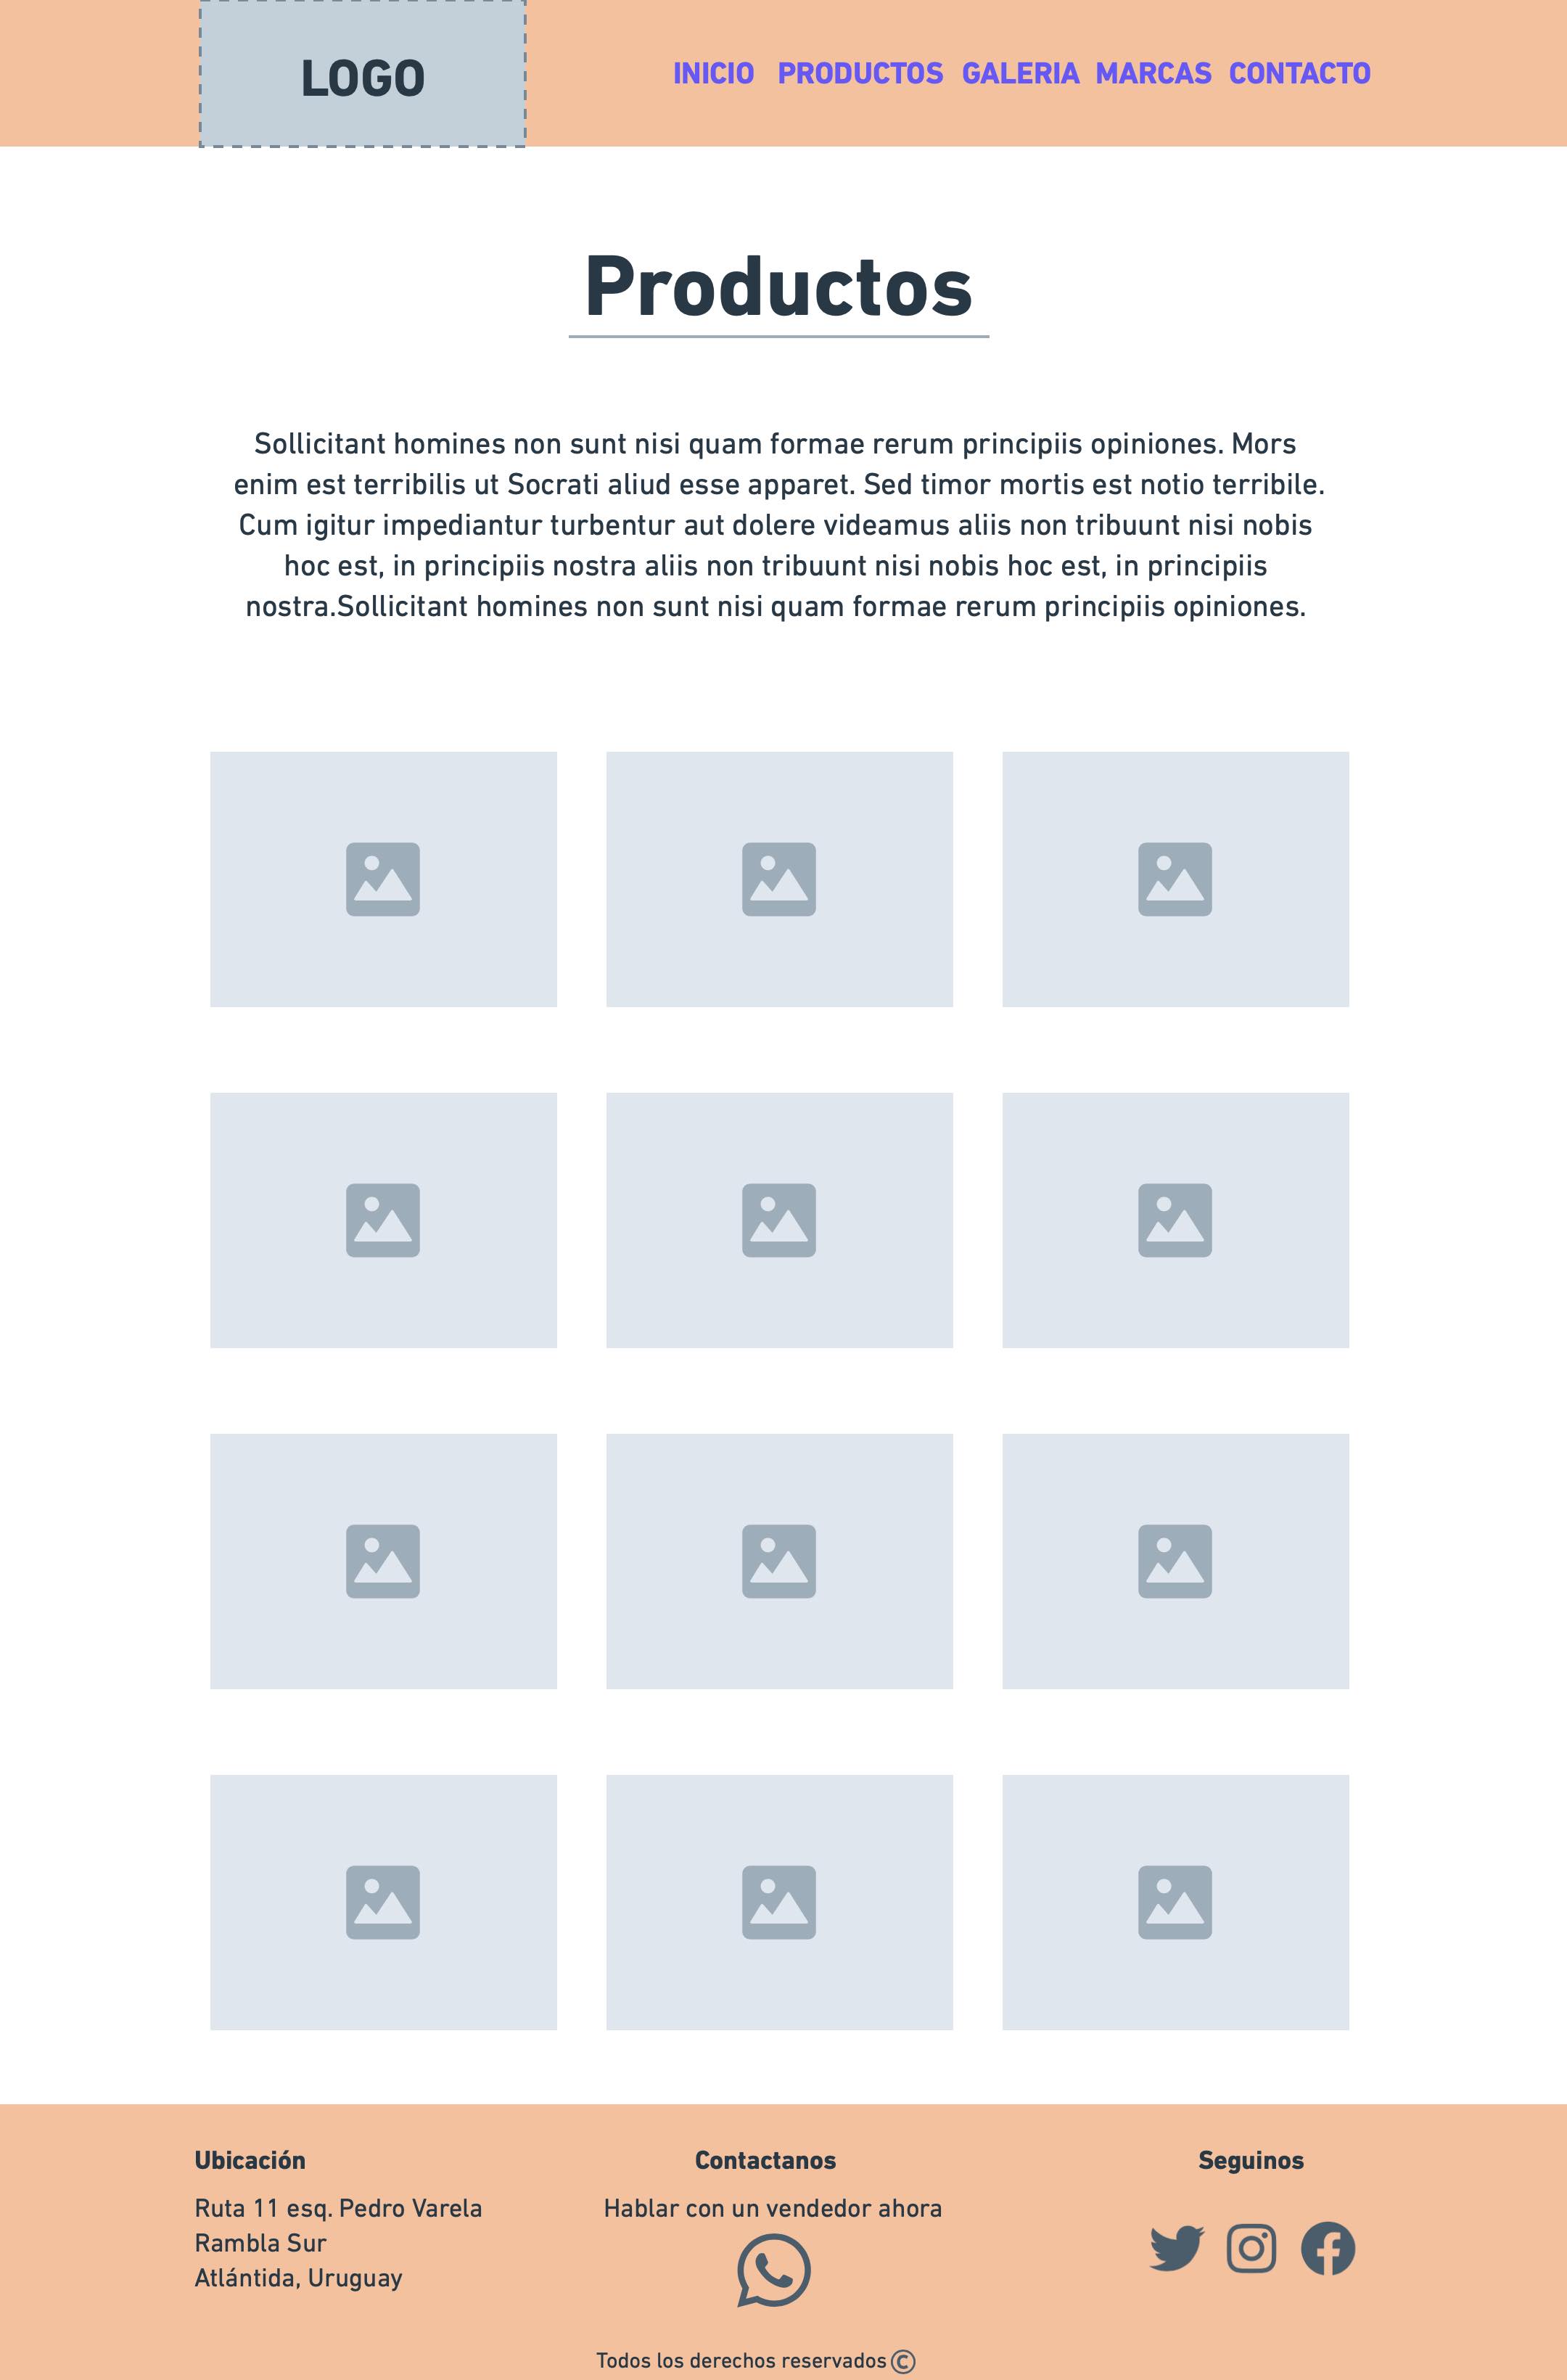 LOGO
INICIO PRODUCTOS GALERIA MARCAS CONTACTO
Productos
Sollicitant homines non sunt nisi quam formae rerum principiis opiniones. Mors
enim est terribilis ut Socrati aliud esse apparet. Sed timor mortis est notio terribile.
Cum igitur impediantur turbentur aut dolere videamus aliis non tribuunt nisi nobis
hoc est, in principiis nostra aliis non tribuunt nisi nobis hoc est, in principiis
nostra.Sollicitant homines non sunt nisi quam formae rerum principiis opiniones.
Ubicación
Ruta 11 esq. Pedro Varela
Rambla Sur
Atlántida, Uruguay
Contactanos
Hablar con un vendedor ahora
Seguinos
Todos los derechos reservados ©